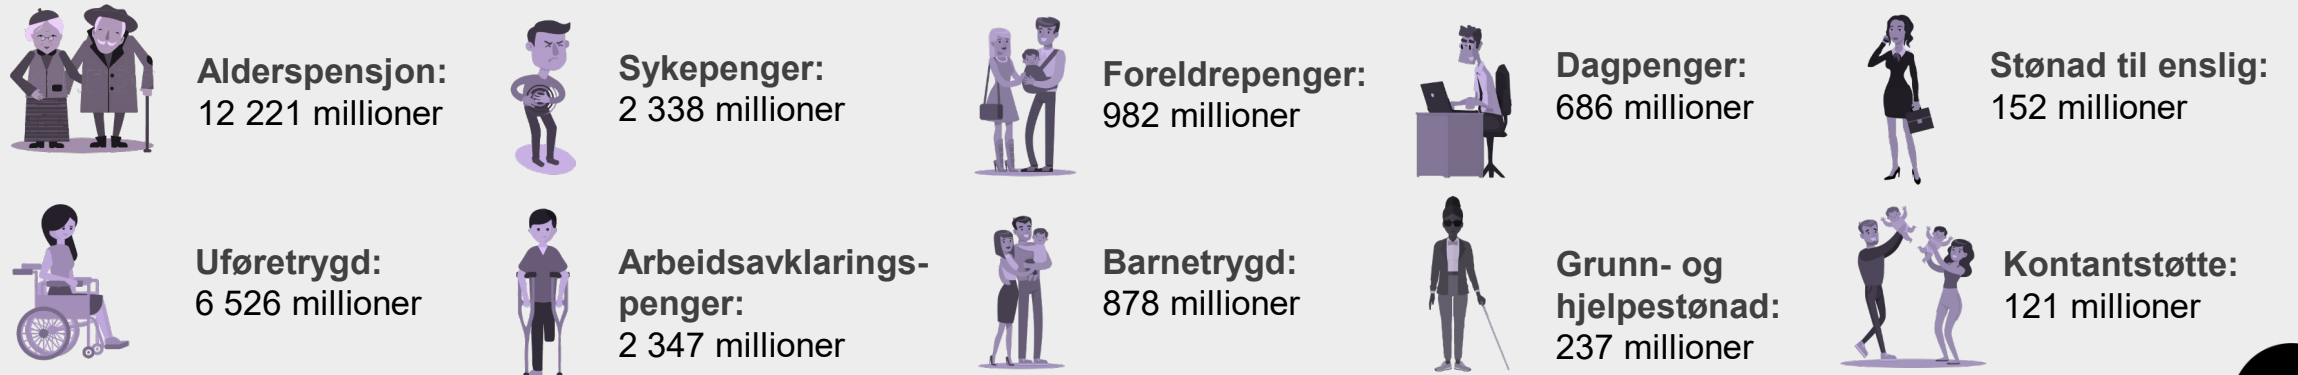 Alderspensjon:
12 221 millioner
Sykepenger:
2 338 millioner
Foreldrepenger:
982 millioner
Dagpenger:
686 millioner
Stønad til enslig:
152 millioner
Uføretrygd:
6 526 millioner
Arbeidsavklarings-
penger:
2 347 millioner
Barnetrygd:
878 millioner
Grunn- og
hjelpestønad:
237 millioner
Kontantstøtte:
121 millioner